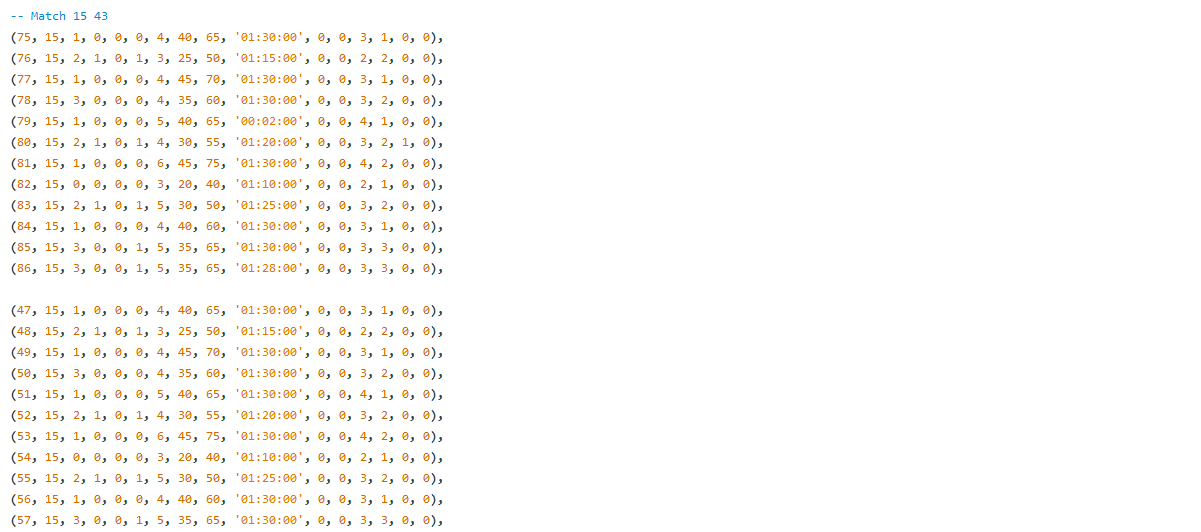 -- Match 15 43
(75, 15, 1, 0, 0, 0, 4, 40, 65, '01:30:00', 0, 0, 3, 1, 0, 0),
(76, 15, 2, 1, 0, 1, 3, 25, 50, '01:15:00', 0, 0, 2, 2, 0, 0),
(77, 15, 1, 0, 0, 0, 4, 45, 70, '01:30:00', 0, 0, 3, 1, 0, 0),
(78, 15, 3, 0, 0, 0, 4, 35, 60, '01:30:00', 0, 0, 3, 2, 0, 0),
(79, 15, 1, 0, 0, 0, 5, 40, 65, '00:02:00', 0, 0, 4, 1, 0, 0),
(80, 15, 2, 1, 0, 1, 4, 30, 55, '01:20:00', 0, 0, 3, 2, 1, 0),
(81, 15, 1, 0, 0, 0, 6, 45, 75, '01:30:00', 0, 0, 4, 2, 0, 0),
(82, 15, 0, 0, 0, 0, 3, 20, 40, '01:10:00', 0, 0, 2, 1, 0, 0),
(83, 15, 2, 1, 0, 1, 5, 30, 50, '01:25:00', 0, 0, 3, 2, 0, 0),
(84, 15, 1, 0, 0, 0, 4, 40, 60, '01:30:00', 0, 0, 3, 1, 0, 0),
(85, 15, 3, 0, 0, 1, 5, 35, 65, '01:30:00', 0, 0, 3, 3, 0, 0),
(86, 15, 3, 0, 0, 1, 5, 35, 65, '01:28:00', 0, 0, 3, 3, 0, 0),
(47, 15, 1, 0, 0, 0, 4, 40, 65, '01:30:00', 0, 0, 3, 1, 0, 0),
(48, 15, 2, 1, 0, 1, 3, 25, 50, '01:15:00', 0, 0, 2, 2, 0, 0),
(49, 15, 1, 0, 0, 0, 4, 45, 70, '01:30:00', 0, 0, 3, 1, 0, 0),
(50, 15, 3, 0, 0, 0, 4, 35, 60, '01:30:00', 0, 0, 3, 2, 0, 0),
(51, 15, 1, 0, 0, 0, 5, 40, 65, '01:30:00', 0, 0, 4, 1, 0, 0),
(52, 15, 2, 1, 0, 1, 4, 30, 55, '01:20:00', 0, 0, 3, 2, 0, 0),
(53, 15, 1, 0, 0, 0, 6, 45, 75, '01:30:00', 0, 0, 4, 2, 0, 0),
(54, 15, 0, 0, 0, 0, 3, 20, 40, '01:10:00', 0, 0, 2, 1, 0, 0),
(55, 15, 2, 1, 0, 1, 5, 30, 50, '01:25:00', 0, 0, 3, 2, 0, 0),
(56, 15, 1, 0, 0, 0, 4, 40, 60, '01:30:00', 0, 0, 3, 1, 0, 0),
(57, 15, 3, 0, 0, 1, 5, 35, 65, '01:30:00', 0, 0, 3, 3, 0, 0),